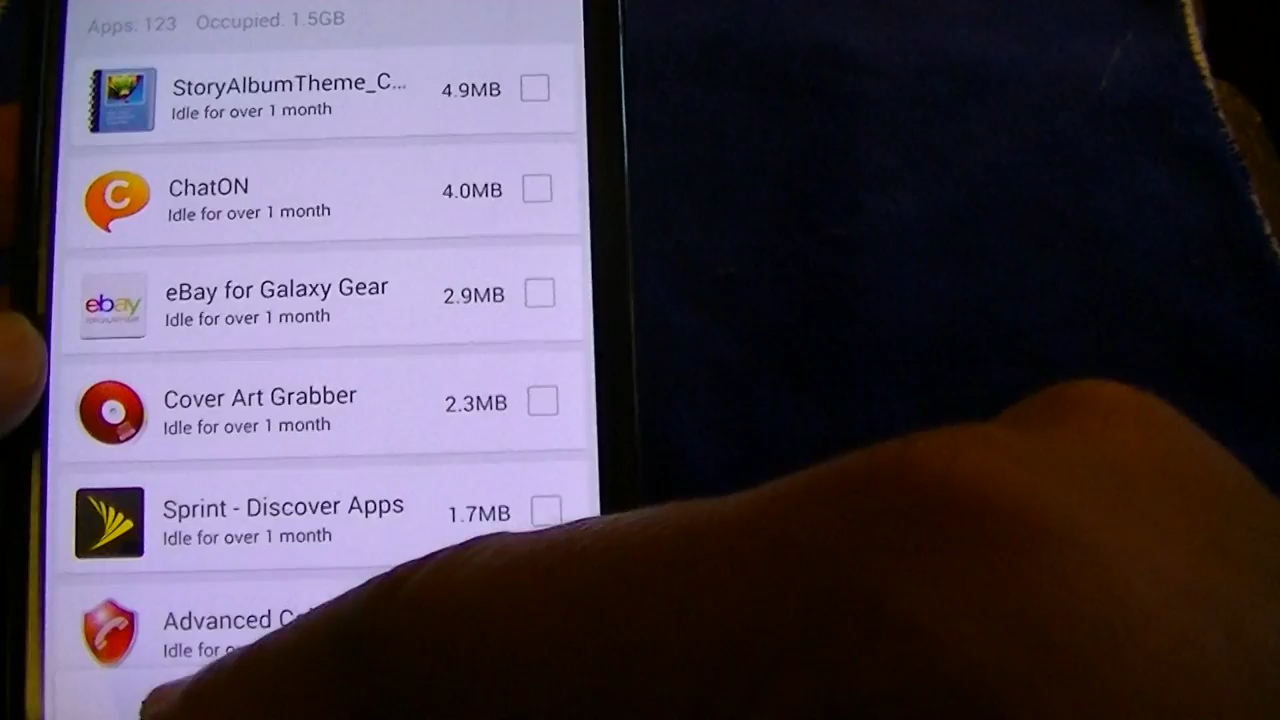 Apps: 123 Occupied: 1.5GB
StoryAlbumTheme_C... 4.9MB
Idle for over 1 month
C
ChatON 4.0MB
Idle for over 1 month
ebay
eBay for Galaxy Gear 2.9MB
Idle for over 1 month
Cover Art Grabber 2.3MB
Idle for over 1 month
Sprint - Discover Apps 1.7MB
Idle for over 1 month
Advanced
Idle for